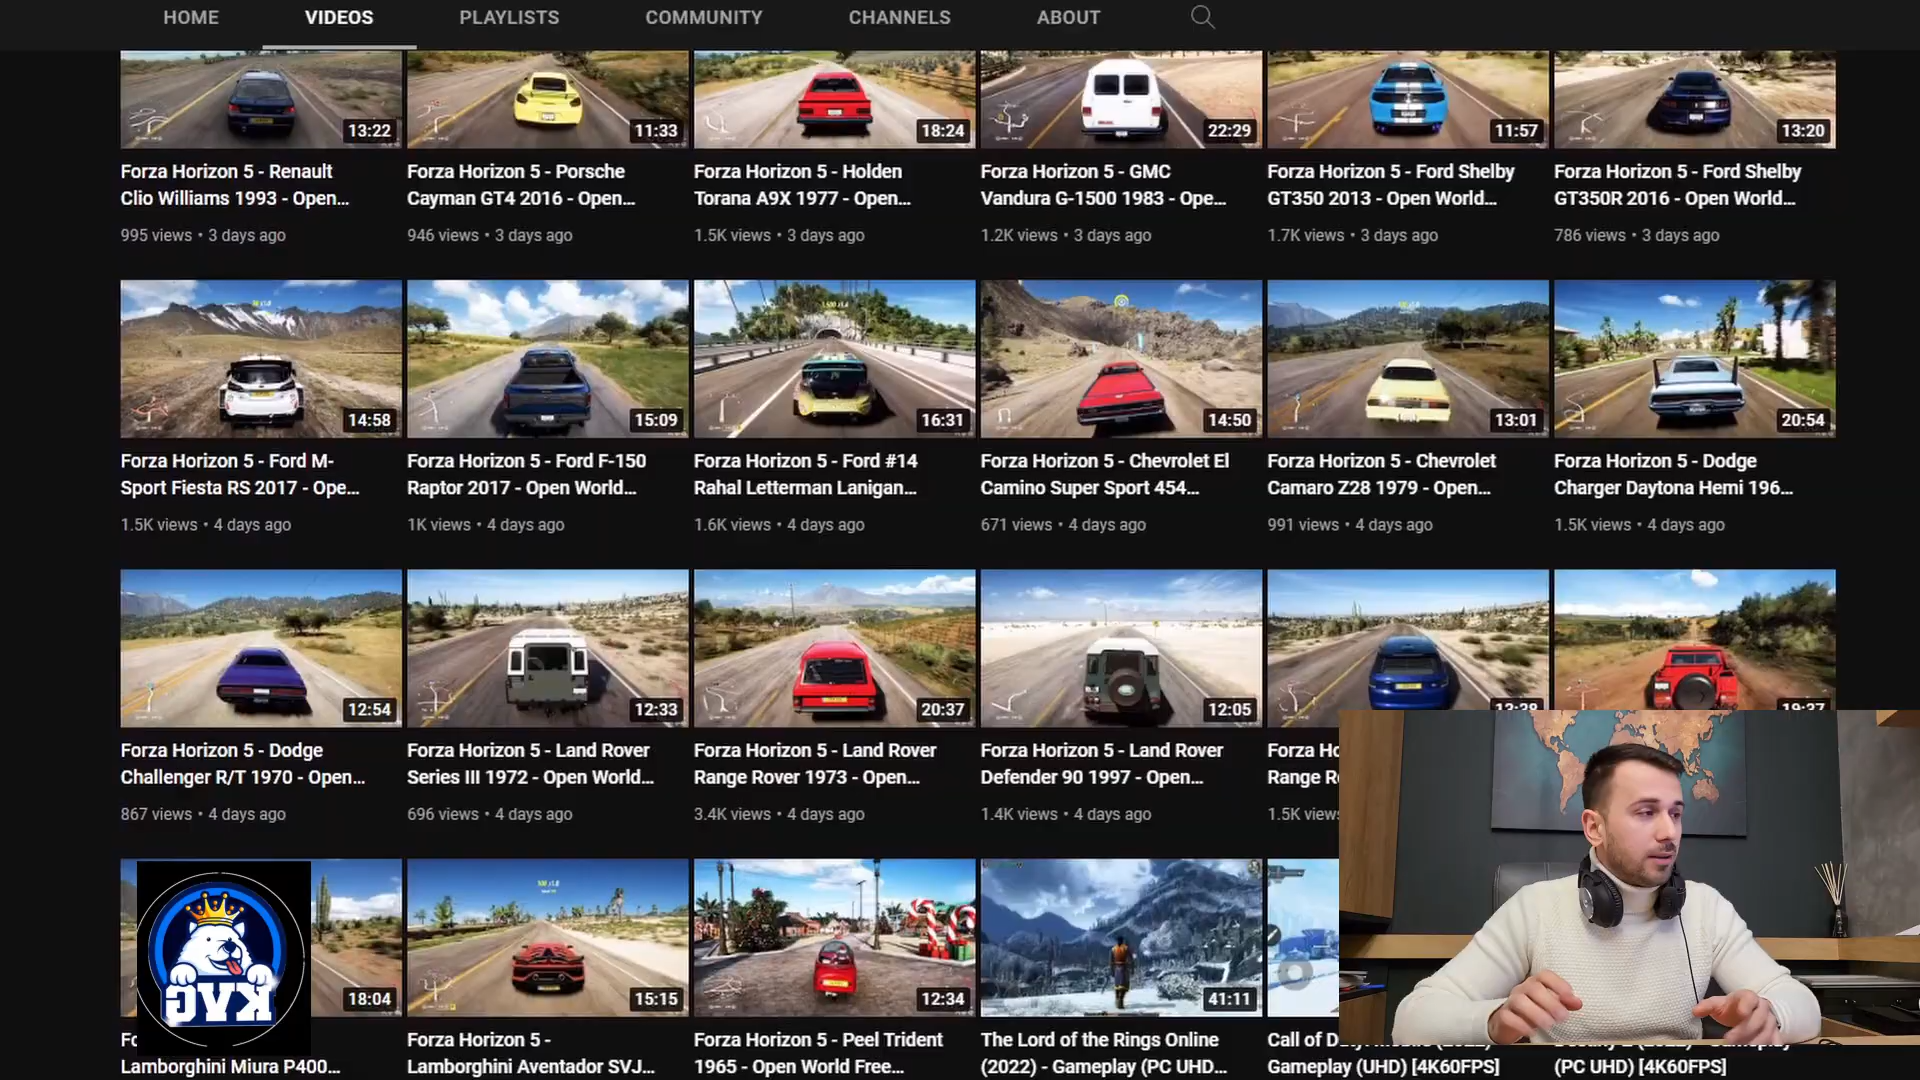 HOME VIDEOS PLAYLISTS COMMUNITY CHANNELS ABOUT
13:22 11:33 18:24 22:29 11:57 13:20
Forza Horizon 5 - Renault
Clio Williams 1993 - Open...
995 views • 3 days ago
Forza Horizon 5 - Porsche
Cayman GT4 2016 - Open...
946 views • 3 days ago
Forza Horizon 5 - Holden
Torana A9X 1977 - Open...
1.5K views • 3 days ago
Forza Horizon 5 - GMC
Vandura G-1500 1983 - Ope...
1.2K views • 3 days ago
Forza Horizon 5 - Ford Shelby
GT350 2013 - Open World...
1.7K views • 3 days ago
Forza Horizon 5 - Ford Shelby
GT350R 2016 - Open World...
786 views • 3 days ago
14:58 15:09 16:31 14:50 13:01 20:54
Forza Horizon 5 - Ford M-
Sport Fiesta RS 2017 - Ope...
1.5K views • 4 days ago
Forza Horizon 5 - Ford F-150
Raptor 2017 - Open World...
1K views • 4 days ago
Forza Horizon 5 - Ford #14
Rahal Letterman Lanigan...
1.6K views • 4 days ago
Forza Horizon 5 - Chevrolet El
Camino Super Sport 454...
671 views • 4 days ago
Forza Horizon 5 - Chevrolet
Camaro Z28 1979 - Open...
991 views • 4 days ago
Forza Horizon 5 - Dodge
Charger Daytona Hemi 196...
1.5K views • 4 days ago
12:54 12:33 20:37 12:05 13:38 19:37
Forza Horizon 5 - Dodge
Challenger R/T 1970 - Open...
867 views • 4 days ago
Forza Horizon 5 - Land Rover
Series III 1972 - Open World...
696 views • 4 days ago
Forza Horizon 5 - Land Rover
Range Rover 1973 - Open...
3.4K views • 4 days ago
Forza Horizon 5 - Land Rover
Defender 90 1997 - Open...
1.4K views • 4 days ago
Forza Ho
Range R
1.5K view
18:04 15:15 12:34 41:11
KVG
Fo
Lamborghini Miura P400...
Forza Horizon 5 -
Lamborghini Aventador SVJ...
Forza Horizon 5 - Peel Trident
1965 - Open World Free...
The Lord of the Rings Online
(2022) - Gameplay (PC UHD...
Call of
Gameplay (UHD) [4K60FPS]
(PC UHD) [4K60FPS]